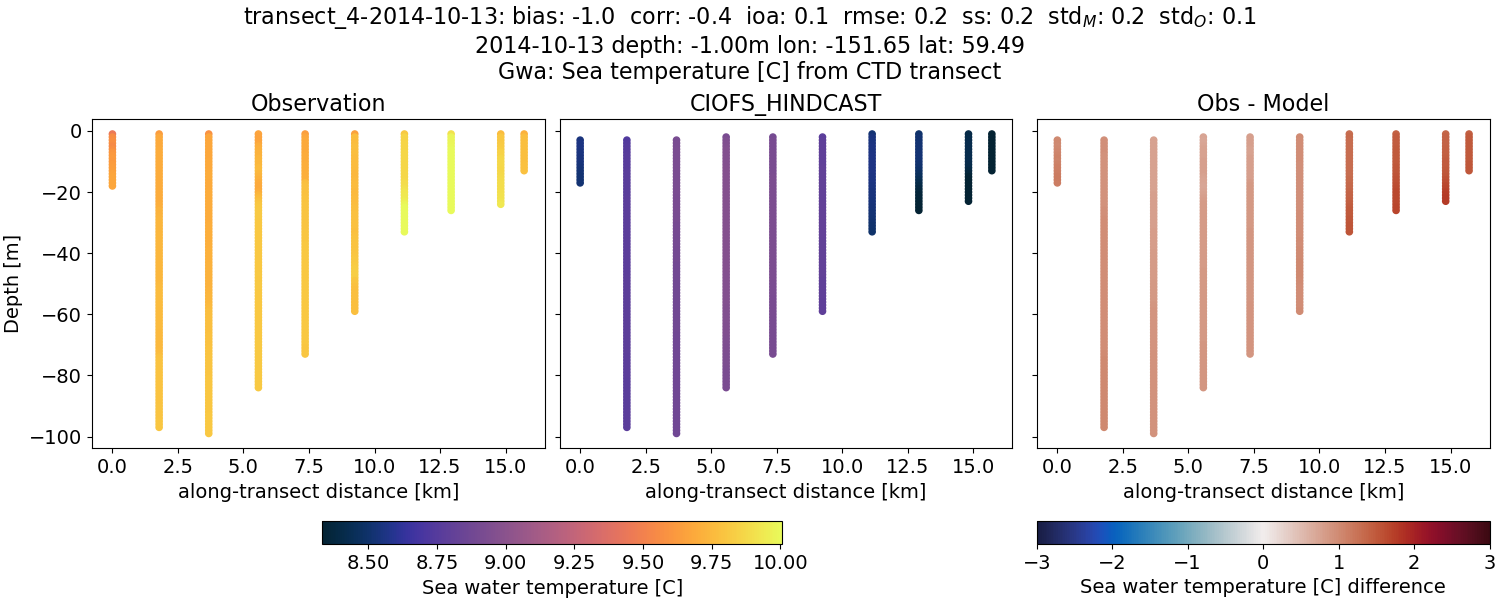 transect_4-2014-10-13: bias: -1.0  corr: -0.4  ioa: 0.1  rmse: 0.2  ss: 0.2  std_M: 0.2  std_O: 0.1
2014-10-13 depth: -1.00m lon: -151.65 lat: 59.49
Gwa: Sea temperature [C] from CTD transect
Observation
CIOFS_HINDCAST
Obs - Model
Depth [m]
0
−20
−40
−60
−80
−100
0.0 2.5 5.0 7.5 10.0 12.5 15.0
0.0 2.5 5.0 7.5 10.0 12.5 15.0
0.0 2.5 5.0 7.5 10.0 12.5 15.0
along-transect distance [km]
along-transect distance [km]
along-transect distance [km]
8.50 8.75 9.00 9.25 9.50 9.75 10.00
Sea water temperature [C]
−3 −2 −1 0 1 2 3
Sea water temperature [C] difference